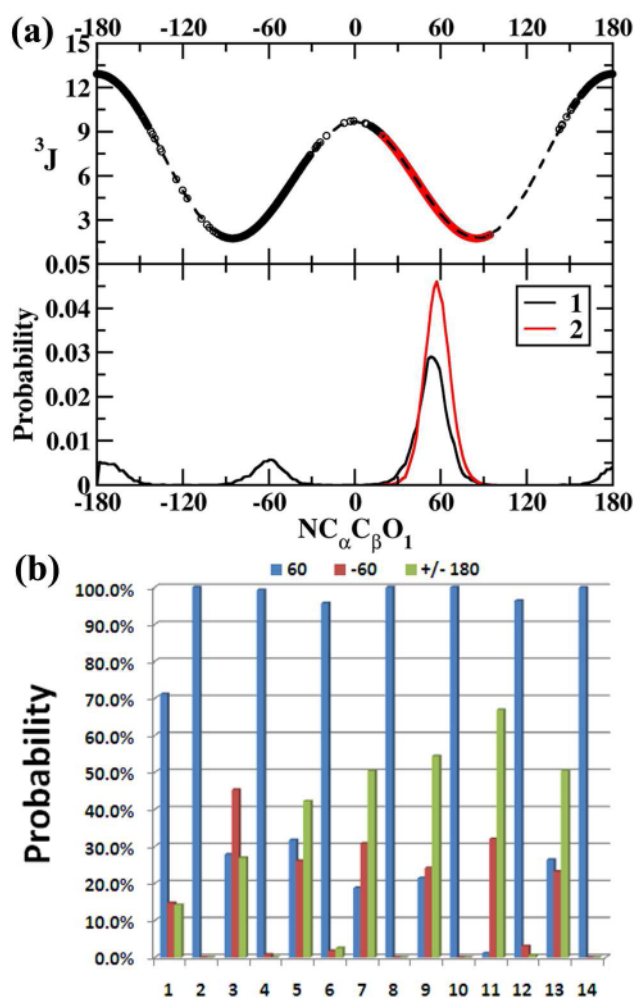 (a)
-180 -120 -60 0 60 120 180
15
12
9
6
3
³J
0.05
0.04
0.03
0.02
0.01
0
Probability
1
2
-180 -120 -60 0 60 120 180
NCαCβO₁
(b)
60 -60 +/- 180
100.0%
90.0%
80.0%
70.0%
60.0%
50.0%
40.0%
30.0%
20.0%
10.0%
0.0%
Probability
1 2 3 4 5 6 7 8 9 10 11 12 13 14